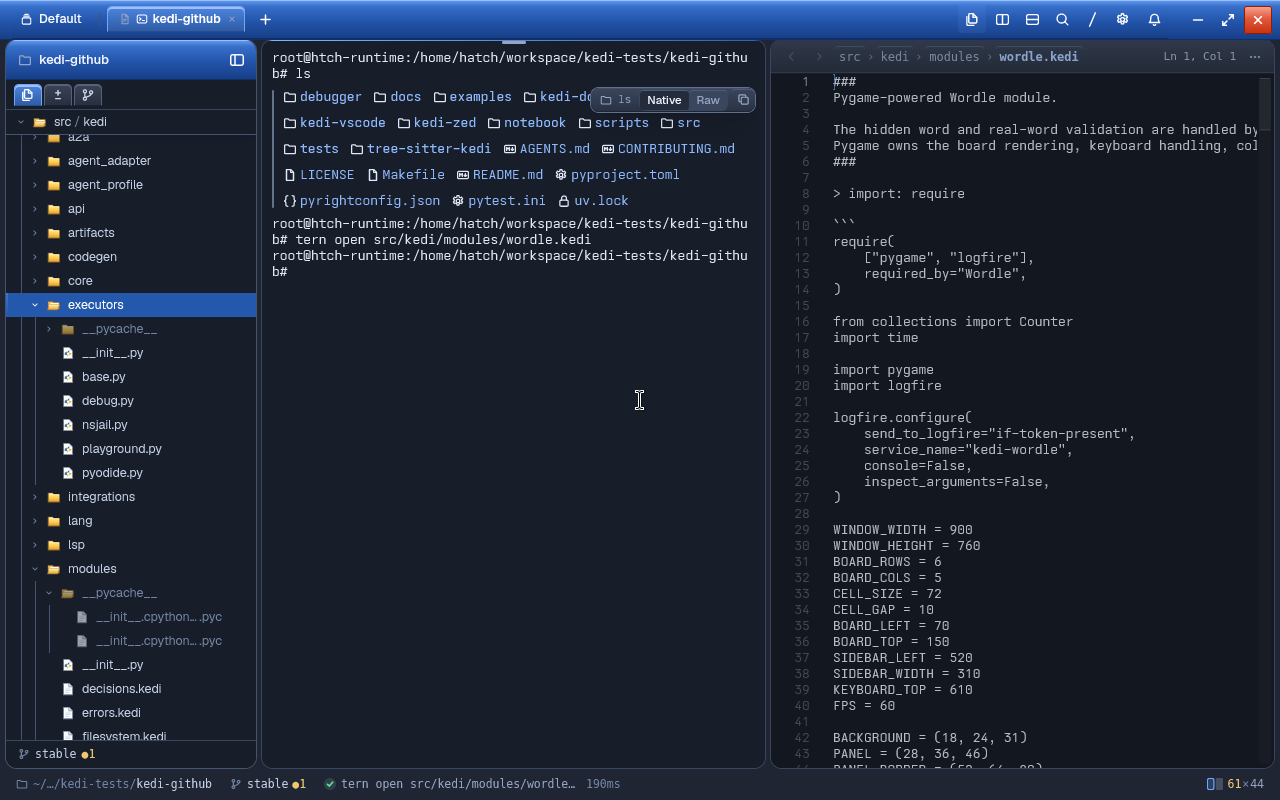 Default
kedi-github
kedi-github
src / kedi
a2a
agent_adapter
agent_profile
api
artifacts
codegen
core
executors
__pycache__
__init__.py
base.py
debug.py
nsjail.py
playground.py
pyodide.py
integrations
lang
lsp
modules
__pycache__
__init__.cpython….pyc
__init__.cpython….pyc
__init__.py
decisions.kedi
errors.kedi
filesystem.kedi
stable ●1
root@htch-runtime:/home/hatch/workspace/kedi-tests/kedi-githu
b# ls
debugger docs examples kedi-do
ls Native Raw
kedi-vscode kedi-zed notebook scripts src
tests tree-sitter-kedi AGENTS.md CONTRIBUTING.md
LICENSE Makefile README.md pyproject.toml
pyrightconfig.json pytest.ini uv.lock
root@htch-runtime:/home/hatch/workspace/kedi-tests/kedi-githu
b# tern open src/kedi/modules/wordle.kedi
root@htch-runtime:/home/hatch/workspace/kedi-tests/kedi-githu
b#
src › kedi › modules › wordle.kedi Ln 1, Col 1
1 ###
2 Pygame-powered Wordle module.
3
4 The hidden word and real-word validation are handled by
5 Pygame owns the board rendering, keyboard handling, col
6 ###
7
8 > import: require
9
10 ```
11 require(
12     ["pygame", "logfire"],
13     required_by="Wordle",
14 )
15
16 from collections import Counter
17 import time
18
19 import pygame
20 import logfire
21
22 logfire.configure(
23     send_to_logfire="if-token-present",
24     service_name="kedi-wordle",
25     console=False,
26     inspect_arguments=False,
27 )
28
29 WINDOW_WIDTH = 900
30 WINDOW_HEIGHT = 760
31 BOARD_ROWS = 6
32 BOARD_COLS = 5
33 CELL_SIZE = 72
34 CELL_GAP = 10
35 BOARD_LEFT = 70
36 BOARD_TOP = 150
37 SIDEBAR_LEFT = 520
38 SIDEBAR_WIDTH = 310
39 KEYBOARD_TOP = 610
40 FPS = 60
41
42 BACKGROUND = (18, 24, 31)
43 PANEL = (28, 36, 46)
~/…/kedi-tests/kedi-github stable ●1 tern open src/kedi/modules/wordle… 190ms 61×44